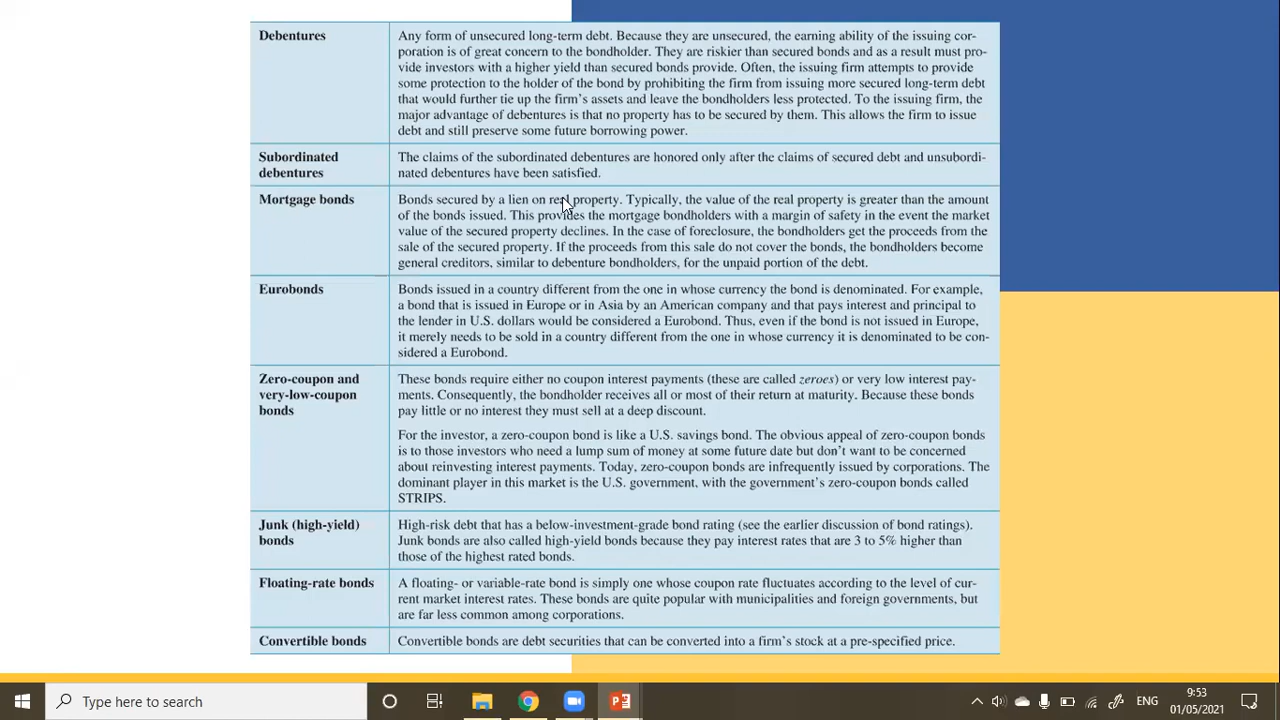 Debentures
Any form of unsecured long-term debt. Because they are unsecured, the earning ability of the issuing cor-
poration is of great concern to the bondholder. They are riskier than secured bonds and as a result must pro-
vide investors with a higher yield than secured bonds provide. Often, the issuing firm attempts to provide
some protection to the holder of the bond by prohibiting the firm from issuing more secured long-term debt
that would further tie up the firm's assets and leave the bondholders less protected. To the issuing firm, the
major advantage of debentures is that no property has to be secured by them. This allows the firm to issue
debt and still preserve some future borrowing power.
Subordinated
debentures
The claims of the subordinated debentures are honored only after the claims of secured debt and unsubordi-
nated debentures have been satisfied.
Mortgage bonds
Bonds secured by a lien on real property. Typically, the value of the real property is greater than the amount
of the bonds issued. This provides the mortgage bondholders with a margin of safety in the event the market
value of the secured property declines. In the case of foreclosure, the bondholders get the proceeds from the
sale of the secured property. If the proceeds from this sale do not cover the bonds, the bondholders become
general creditors, similar to debenture bondholders, for the unpaid portion of the debt.
Eurobonds
Bonds issued in a country different from the one in whose currency the bond is denominated. For example,
a bond that is issued in Europe or in Asia by an American company and that pays interest and principal to
the lender in U.S. dollars would be considered a Eurobond. Thus, even if the bond is not issued in Europe,
it merely needs to be sold in a country different from the one in whose currency it is denominated to be con-
sidered a Eurobond.
Zero-coupon and
very-low-coupon
bonds
These bonds require either no coupon interest payments (these are called zeroes) or very low interest pay-
ments. Consequently, the bondholder receives all or most of their return at maturity. Because these bonds
pay little or no interest they must sell at a deep discount.
For the investor, a zero-coupon bond is like a U.S. savings bond. The obvious appeal of zero-coupon bonds
is to those investors who need a lump sum of money at some future date but don't want to be concerned
about reinvesting interest payments. Today, zero-coupon bonds are infrequently issued by corporations. The
dominant player in this market is the U.S. government, with the government's zero-coupon bonds called
STRIPS.
Junk (high-yield)
bonds
High-risk debt that has a below-investment-grade bond rating (see the earlier discussion of bond ratings).
Junk bonds are also called high-yield bonds because they pay interest rates that are 3 to 5% higher than
those of the highest rated bonds.
Floating-rate bonds
A floating- or variable-rate bond is simply one whose coupon rate fluctuates according to the level of cur-
rent market interest rates. These bonds are quite popular with municipalities and foreign governments, but
are far less common among corporations.
Convertible bonds
Convertible bonds are debt securities that can be converted into a firm's stock at a pre-specified price.
Type here to search
ENG
9:53
01/05/2021